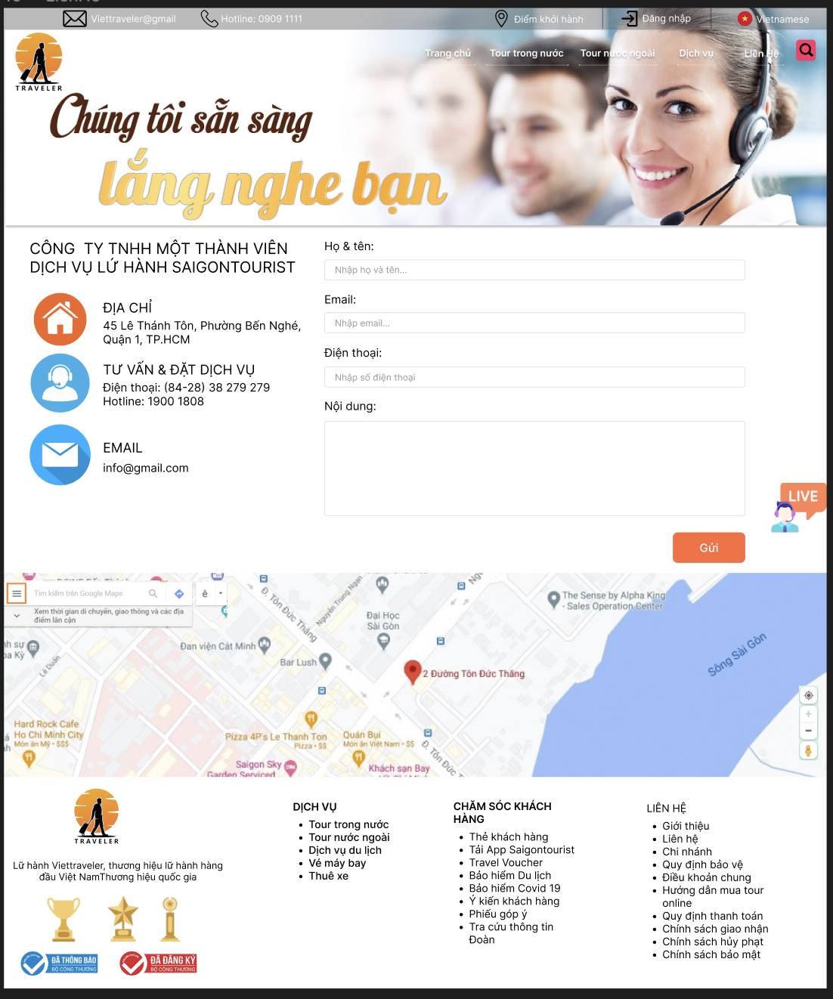 Viettraveler@gmail
Hotline: 0909 1111
Điểm khởi hành
Đăng nhập
Vietnamese
TRAVELER
Trang chủ
Tour trong nước
Tour nước ngoài
Dịch vụ
Liên Hệ
Chúng tôi sẵn sàng
lắng nghe bạn
CÔNG TY TNHH MỘT THÀNH VIÊN
DỊCH VỤ LỮ HÀNH SAIGONTOURIST
ĐỊA CHỈ
45 Lê Thánh Tôn, Phường Bến Nghé,
Quận 1, TP.HCM
TƯ VẤN & ĐẶT DỊCH VỤ
Điện thoại: (84-28) 38 279 279
Hotline: 1900 1808
EMAIL
info@gmail.com
Họ & tên:
Nhập họ và tên...
Email:
Nhập email...
Điện thoại:
Nhập số điện thoại
Nội dung:
LIVE
Gửi
Tìm kiếm trên Google Maps
ê
Xem thời gian di chuyển, giao thông và các địa
điểm lân cận
Đ. Tôn Đức Thắng
Nguyễn Trung Ngạn
Đại Học
Sài Gòn
The Sense by Alpha King
- Sales Operation Center
Đan viện Cát Minh
Bar Lush
Lê Duẩn
2 Đường Tôn Đức Thắng
Sông Sài Gòn
Hard Rock Cafe
Ho Chi Minh City
Món ăn Mỹ • $$$
Pizza 4P's Le Thanh Ton
Pizza • $$
Quán Bụi
Món ăn Việt Nam • $$
Đ. Tôn Đức Thắng
Saigon Sky
Garden Serviced
Khách sạn Bay
TRAVELER
Lữ hành Viettraveler, thương hiệu lữ hành hàng
đầu Việt NamThương hiệu quốc gia
ĐÃ THÔNG BÁO
BỘ CÔNG THƯƠNG
ĐÃ ĐĂNG KÝ
BỘ CÔNG THƯƠNG
DỊCH VỤ
• Tour trong nước
• Tour nước ngoài
• Dịch vụ du lịch
• Vé máy bay
• Thuê xe
CHĂM SÓC KHÁCH
HÀNG
• Thẻ khách hàng
• Tải App Saigontourist
• Travel Voucher
• Bảo hiểm Du lịch
• Bảo hiểm Covid 19
• Ý kiến khách hàng
• Phiếu góp ý
• Tra cứu thông tin
Đoàn
LIÊN HỆ
• Giới thiệu
• Liên hệ
• Chi nhánh
• Quy định bảo vệ
• Điều khoản chung
• Hướng dẫn mua tour
online
• Quy định thanh toán
• Chính sách giao nhận
• Chính sách hủy phạt
• Chính sách bảo mật